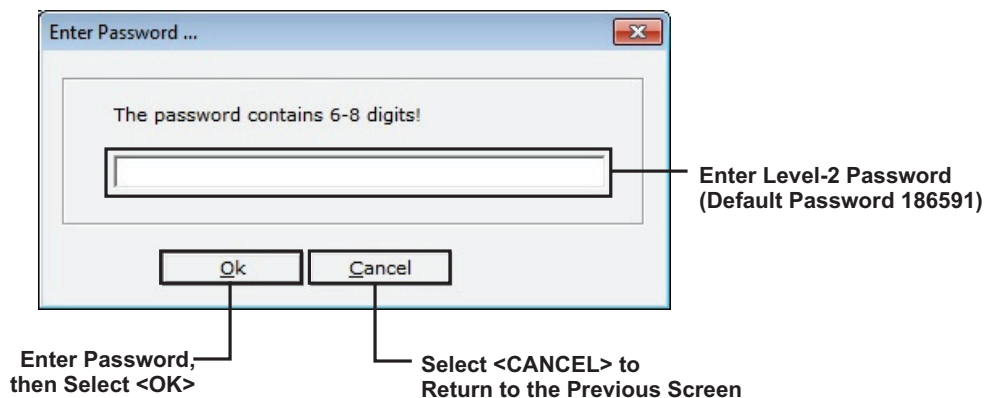 Enter Password ...
The password contains 6-8 digits!
Enter Level-2 Password
(Default Password 186591)
Ok
Cancel
Enter Password,
then Select <OK>
Select <CANCEL> to
Return to the Previous Screen